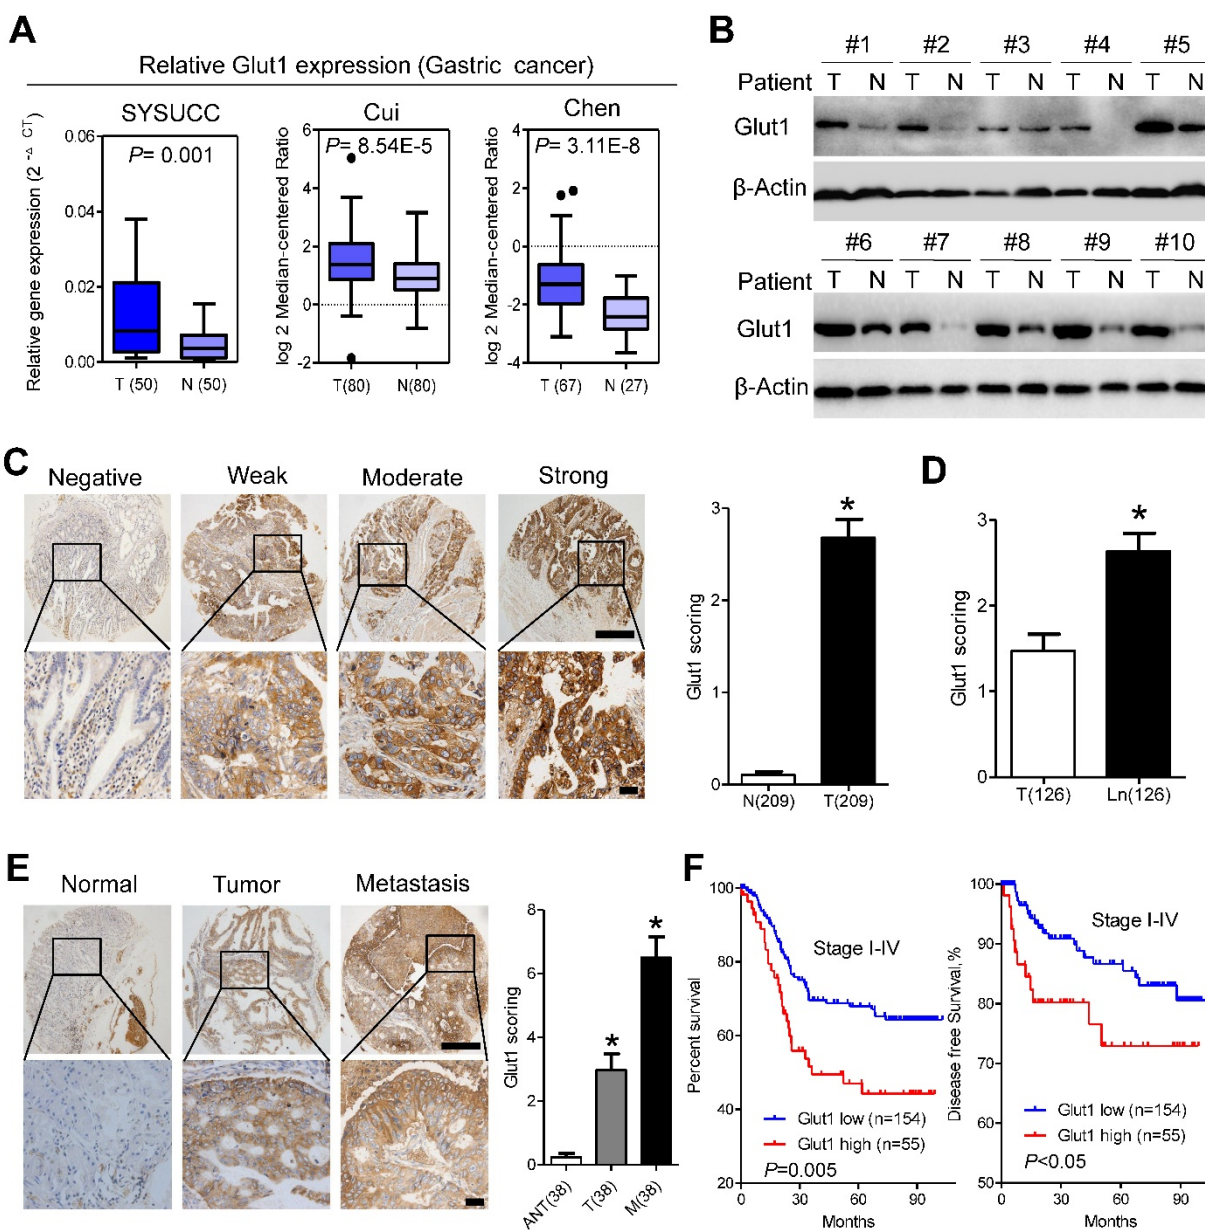 A
Relative Glut1 expression (Gastric cancer)
SYSUCC
Cui
Chen
Relative gene expression (2 -Δ CT)
0.06
0.04
0.02
0.00
P= 0.001
T (50) N (50)
log 2 Median-centered Ratio
6
4
2
0
-2
P= 8.54E-5
T(80) N(80)
log 2 Median-centered Ratio
4
2
0
-2
-4
P= 3.11E-8
T (67) N (27)
B
#1 #2 #3 #4 #5
Patient T N T N T N T N T N
Glut1
β-Actin
#6 #7 #8 #9 #10
Patient T N T N T N T N T N
Glut1
β-Actin
C
Negative Weak Moderate Strong
Glut1 scoring
3
2
1
0
*
N(209) T(209)
D
Glut1 scoring
3
2
1
0
*
T(126) Ln(126)
E
Normal Tumor Metastasis
Glut1 scoring
8
6
4
2
0
*
*
ANT(38) T(38) M(38)
F
Percent survival
100
80
60
40
20
Stage I-IV
Glut1 low (n=154)
Glut1 high (n=55)
P=0.005
0 30 60 90
Months
Disease free Survival,%
100
90
80
70
60
50
Stage I-IV
Glut1 low (n=154)
Glut1 high (n=55)
P<0.05
0 30 60 90
Months